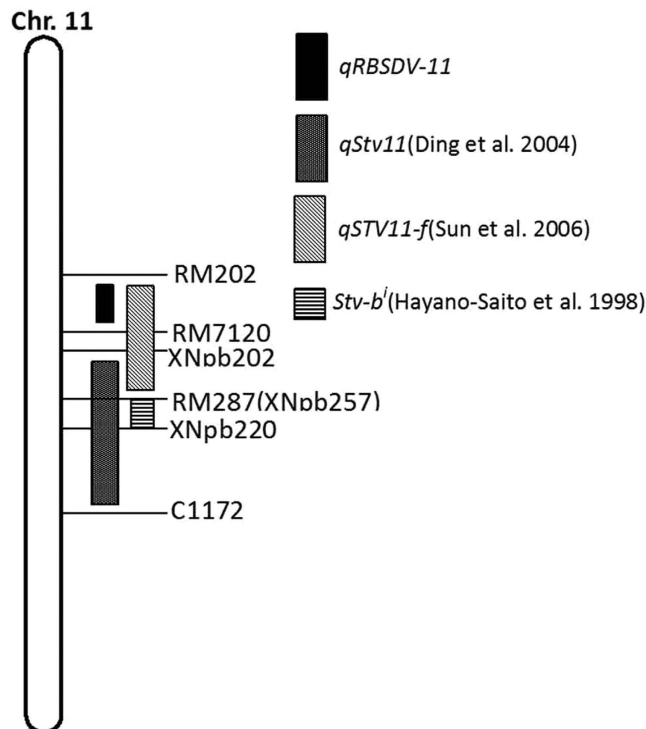 Chr. 11
qRBSDV-11
qStv11(Ding et al. 2004)
qSTV11-f(Sun et al. 2006)
Stv-bⁱ(Hayano-Saito et al. 1998)
RM202
RM7120
XNpb202
RM287(XNpb257)
XNpb220
C1172